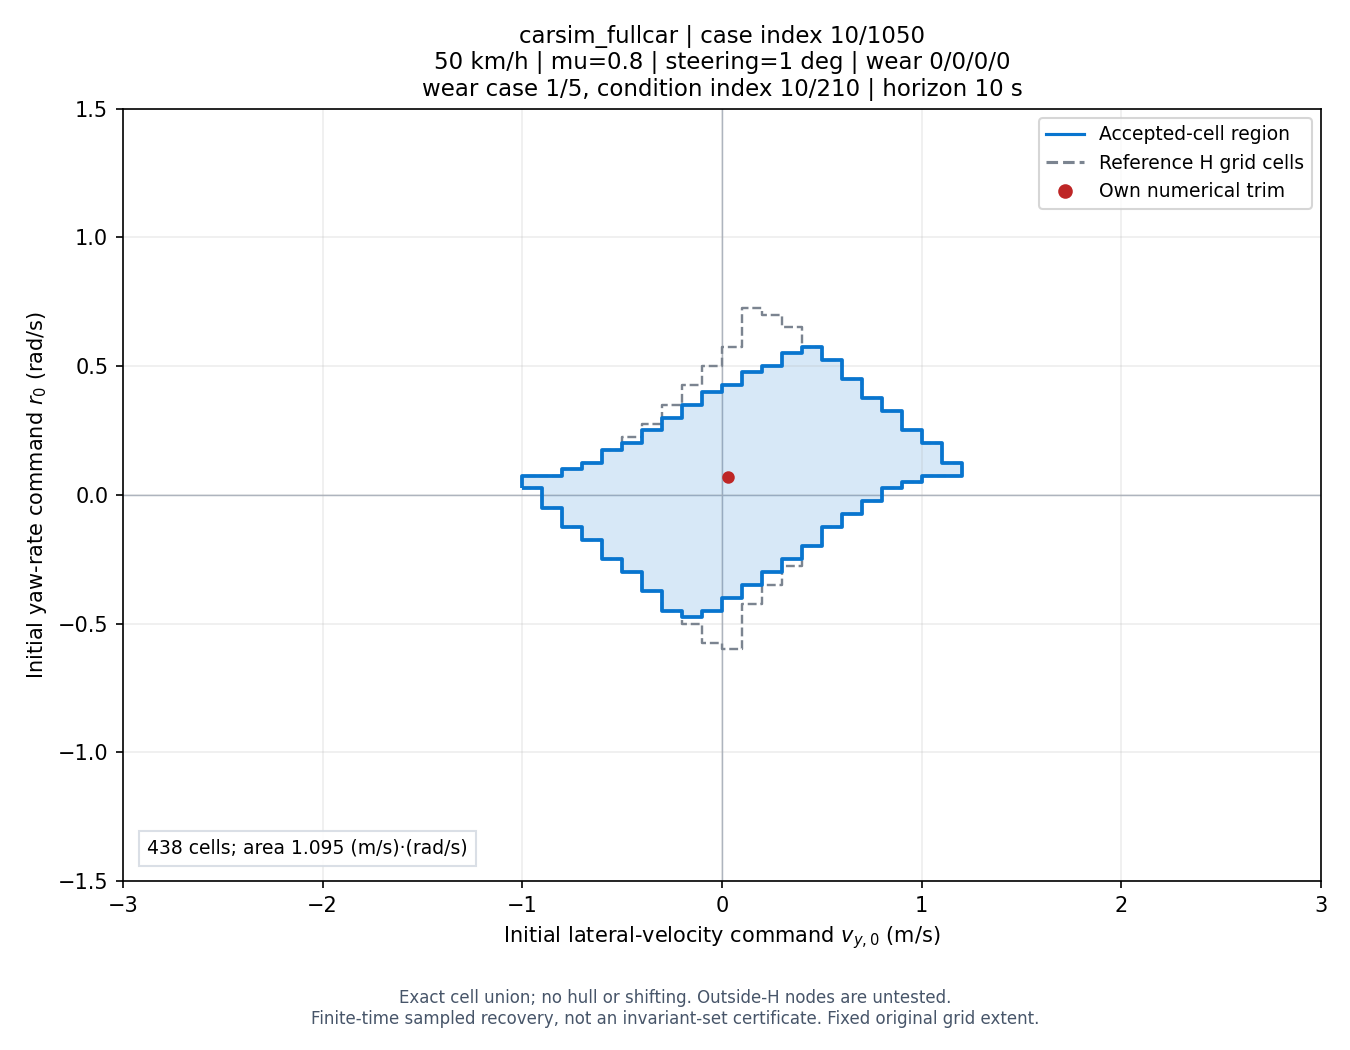 carsim_fullcar | case index 10/1050
50 km/h | mu=0.8 | steering=1 deg | wear 0/0/0/0
wear case 1/5, condition index 10/210 | horizon 10 s
1.5
1.0
0.5
0.0
−0.5
−1.0
−1.5
Initial yaw-rate command r₀ (rad/s)
Accepted-cell region
Reference H grid cells
Own numerical trim
438 cells; area 1.095 (m/s)·(rad/s)
−3
−2
−1
0
1
2
3
Initial lateral-velocity command v_{y,0} (m/s)
Exact cell union; no hull or shifting. Outside-H nodes are untested.
Finite-time sampled recovery, not an invariant-set certificate. Fixed original grid extent.